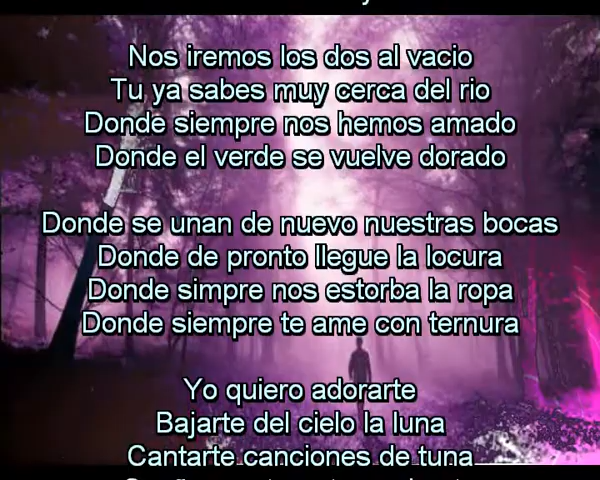 Nos iremos los dos al vacio
Tu ya sabes muy cerca del rio
Donde siempre nos hemos amado
Donde el verde se vuelve dorado
Donde se unan de nuevo nuestras bocas
Donde de pronto llegue la locura
Donde simpre nos estorba la ropa
Donde siempre te ame con ternura
Yo quiero adorarte
Bajarte del cielo la luna
Cantarte canciones de tuna